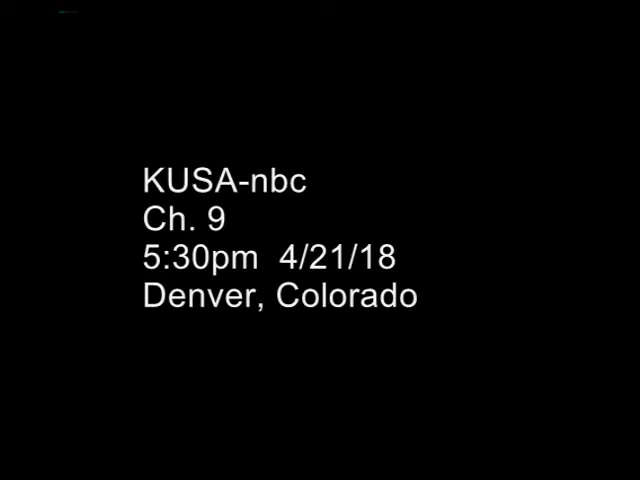 KUSA-nbc
Ch. 9
5:30pm  4/21/18
Denver, Colorado